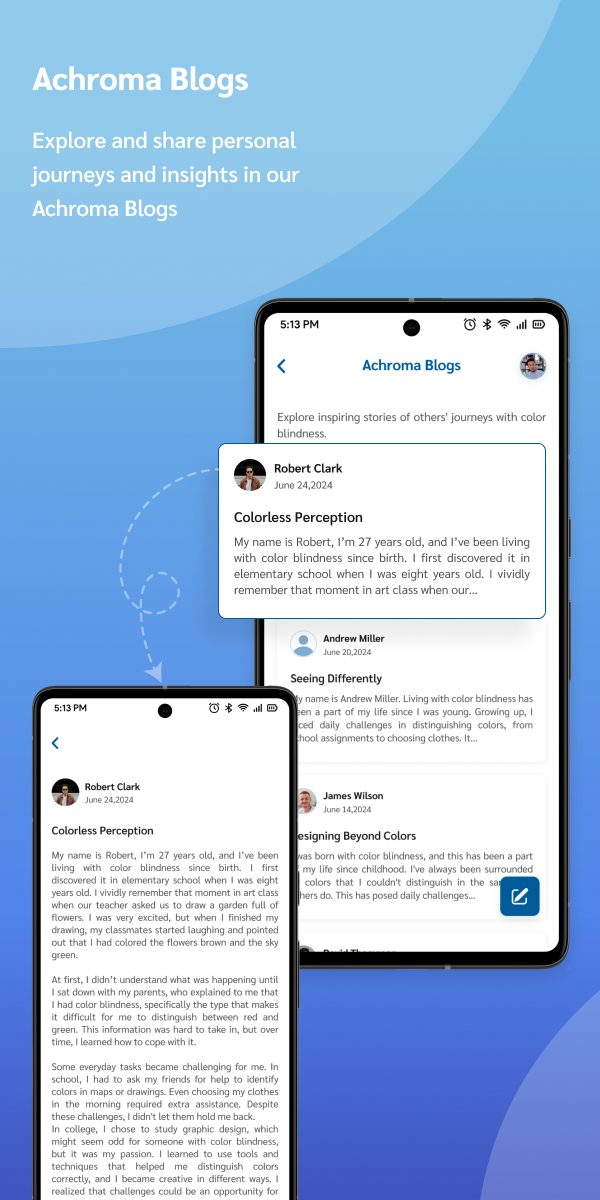 Achroma Blogs
Explore and share personal
journeys and insights in our
Achroma Blogs
5:13 PM
Achroma Blogs
Explore inspiring stories of others' journeys with color
blindness.
Robert Clark
June 24,2024
Colorless Perception
My name is Robert, I'm 27 years old, and I've been living
with color blindness since birth. I first discovered it in
elementary school when I was eight years old. I vividly
remember that moment in art class when our...
Andrew Miller
June 20,2024
Seeing Differently
My name is Andrew Miller. Living with color blindness has
been a part of my life since I was young. Growing up, I
faced daily challenges in distinguishing colors, from
school assignments to choosing clothes. It...
James Wilson
June 14,2024
Designing Beyond Colors
was born with color blindness, and this has been a part
my life since childhood. I've always been surrounded
colors that I couldn't distinguish in the
do. This has posed daily challenges...
David
5:13 PM
Robert Clark
June 24,2024
Colorless Perception
My name is Robert, I'm 27 years old, and I've been
living with color blindness since birth. I first
discovered it in elementary school when I was eight
years old. I vividly remember that moment in art class
when our teacher asked us to draw a garden full of
flowers. I was very excited, but when I finished my
drawing, my classmates started laughing and pointed
out that I had colored the flowers brown and the sky
green.
At first, I didn't understand what was happening until
I sat down with my parents, who explained to me that
I had color blindness, specifically the type that makes
it difficult for me to distinguish between red and
green. This information was hard to take in, but over
time, I learned how to cope with it.
Some everyday tasks became challenging for me. In
school, I had to ask my friends for help to identify
colors in maps or drawings. Even choosing my clothes
in the morning required extra assistance. Despite
these challenges, I didn't let them hold me back.
In college, I chose to study graphic design, which
might seem odd for someone with color blindness,
but it was my passion. I learned to use tools and
techniques that helped me distinguish colors
correctly, and I became creative in different ways. I
realized that challenges could be an opportunity for